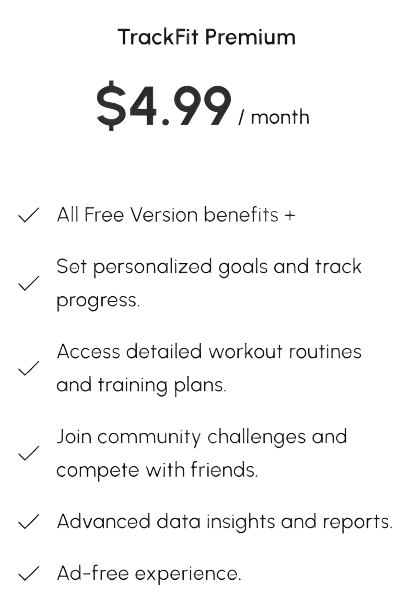 TrackFit Premium
$4.99 / month
All Free Version benefits +
Set personalized goals and track
progress.
Access detailed workout routines
and training plans.
Join community challenges and
compete with friends.
Advanced data insights and reports.
Ad-free experience.